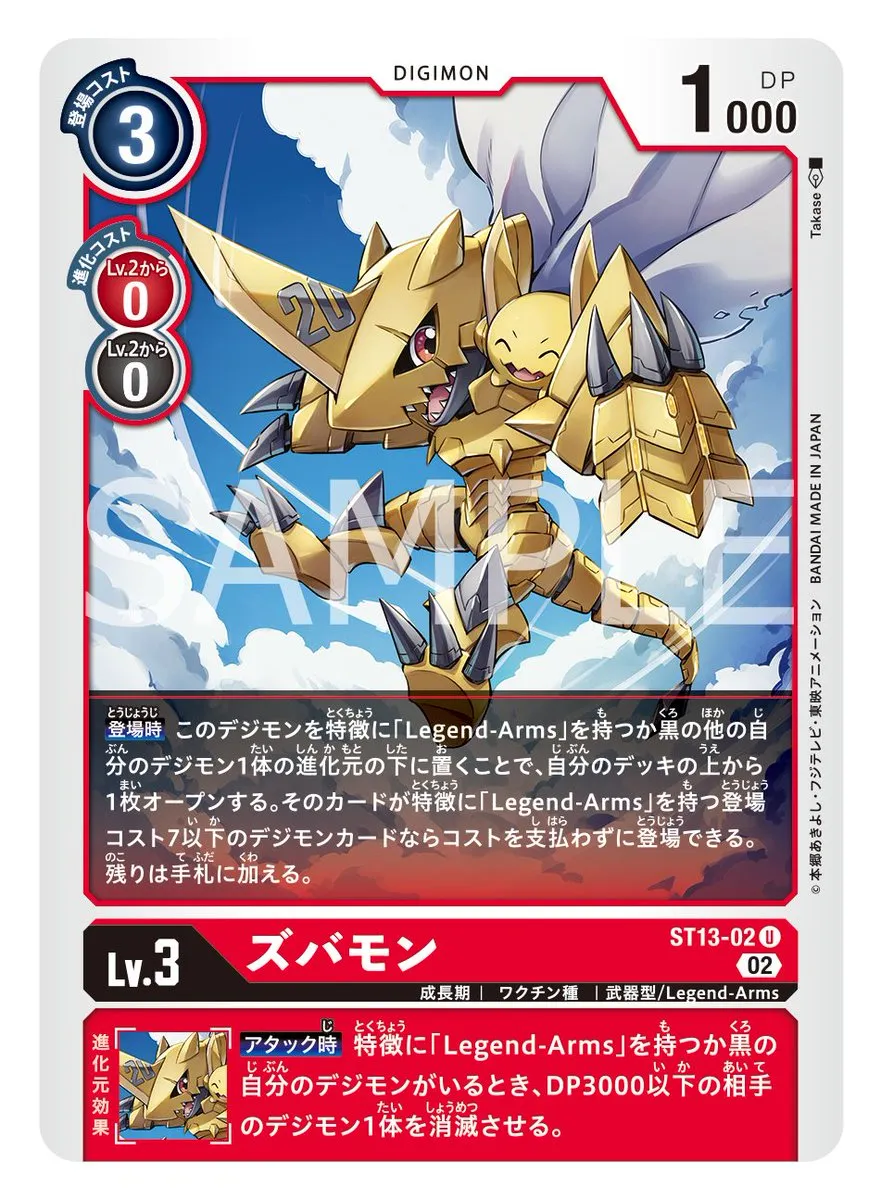 DIGIMON
登場コスト
3
1000
DP
進化コスト
Lv.2から
0
Lv.2から
0
Takase
20
SAMPLE
BANDAI MADE IN JAPAN
©本郷あきよし・フジテレビ・東映アニメーション
登場時 このデジモンを特徴に「Legend-Arms」を持つか黒の他の自
分のデジモン1体の進化元の下に置くことで、自分のデッキの上から
1枚オープンする。そのカードが特徴に「Legend-Arms」を持つ登場
コスト7以下のデジモンカードならコストを支払わずに登場できる。
残りは手札に加える。
ST13-02 U
02
Lv.3
ズバモン
成長期 | ワクチン種 | 武器型/Legend-Arms
進化元効果
アタック時 特徴に「Legend-Arms」を持つか黒の
自分のデジモンがいるとき、DP3000以下の相手
のデジモン1体を消滅させる。